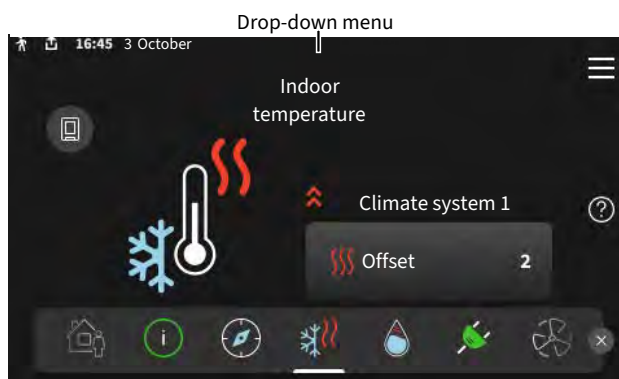 Drop-down menu
16:45 3 October
Indoor
temperature
Climate system 1
Offset 2